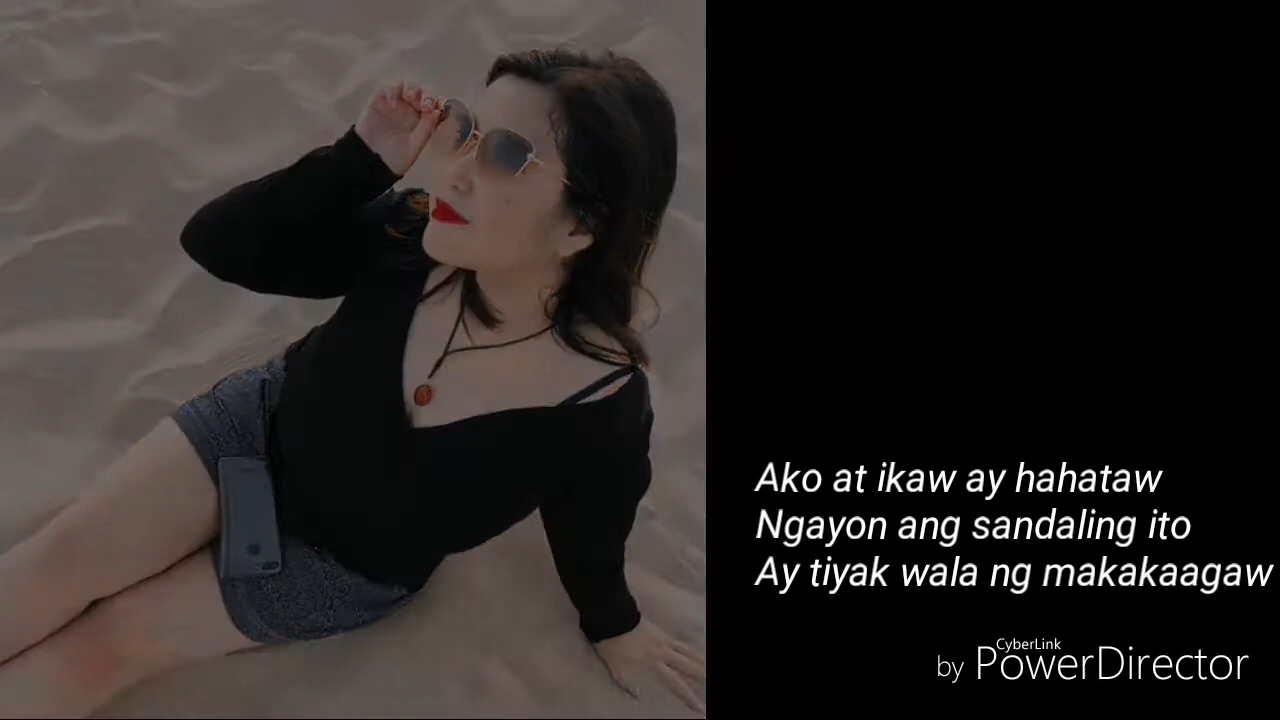 Ako at ikaw ay hahataw
Ngayon ang sandaling ito
Ay tiyak wala ng makakaagaw
CyberLink
by PowerDirector